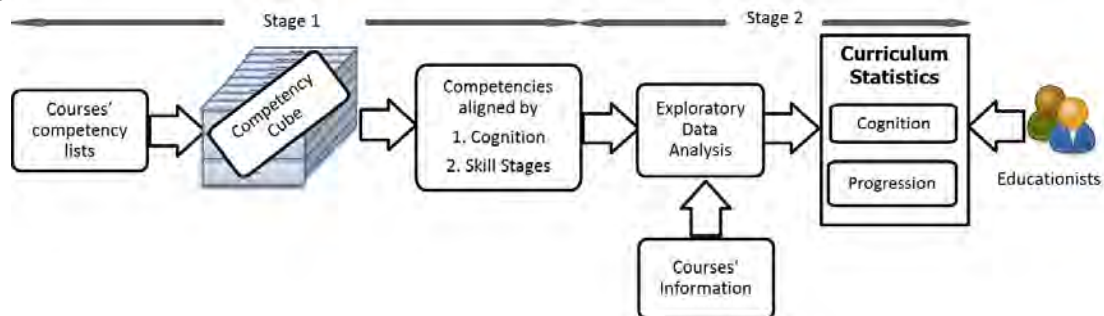 Stage 1
Stage 2
Courses'
competency
lists
Competency
Cube
Competencies
aligned by
1. Cognition
2. Skill Stages
Exploratory
Data
Analysis
Courses'
Information
Curriculum
Statistics
Cognition
Progression
Educationists